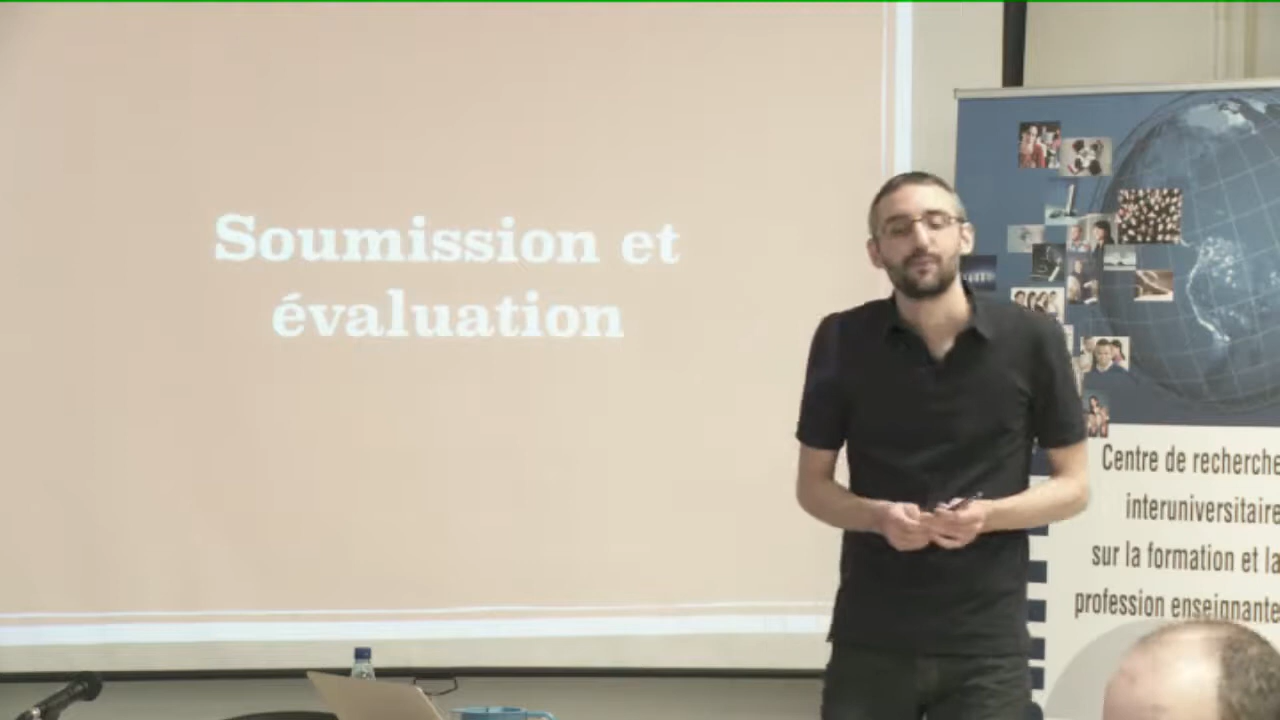 Soumission et
évaluation
Centre de recherche
interuniversitaire
sur la formation et la
profession enseignante